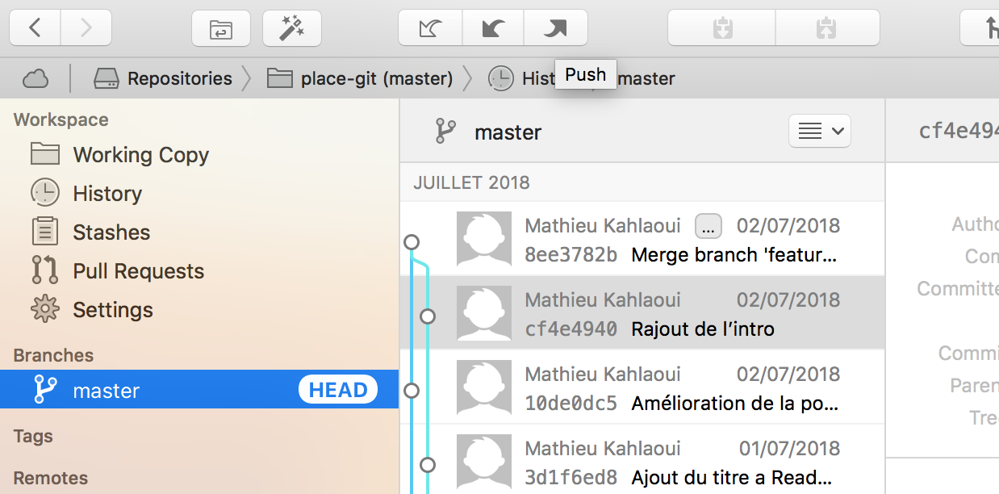 Repositories
place-git (master)
Hist
master
Push
Workspace
Working Copy
History
Stashes
Pull Requests
Settings
Branches
master HEAD
Tags
Remotes
master
JUILLET 2018
Mathieu Kahlaoui ... 02/07/2018
8ee3782b Merge branch 'featur...
Mathieu Kahlaoui 02/07/2018
cf4e4940 Rajout de l’intro
Mathieu Kahlaoui 02/07/2018
10de0dc5 Amélioration de la po...
Mathieu Kahlaoui 01/07/2018
3d1f6ed8 Ajout du titre a Read...
cf4e494
Autho
Com
Committe
Commi
Paren
Tre